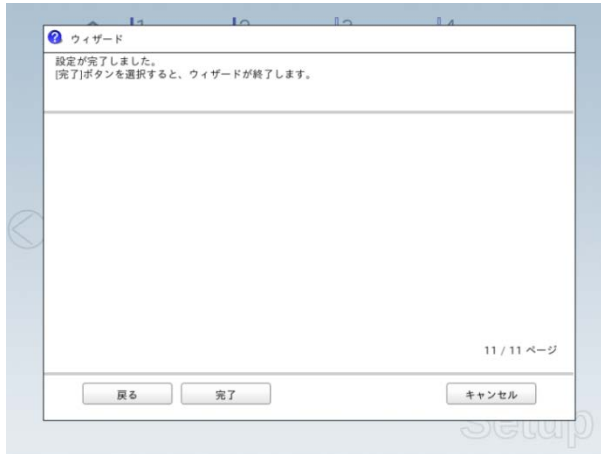 ウィザード
設定が完了しました。
[完了]ボタンを選択すると、ウィザードが終了します。
11 / 11 ページ
戻る
完了
キャンセル
Setup